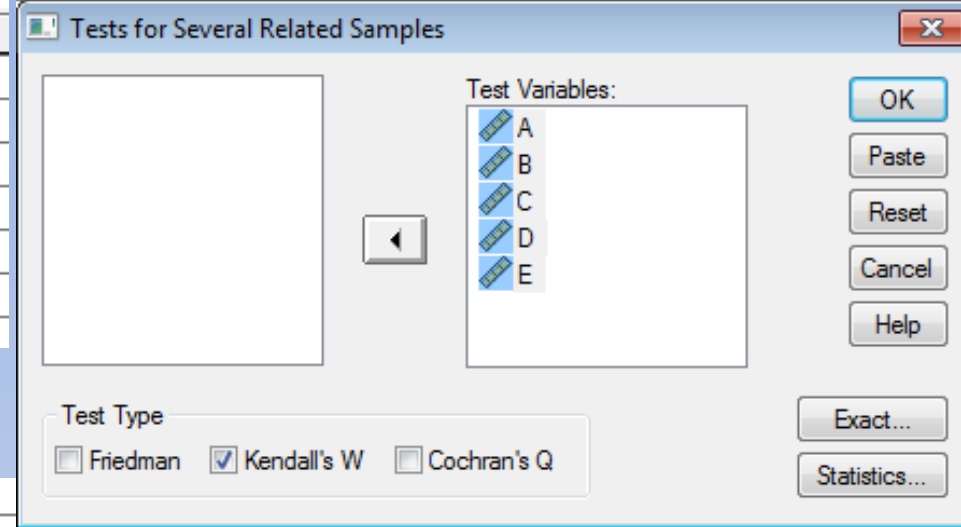 Tests for Several Related Samples
Test Variables:
A
B
C
D
E
OK
Paste
Reset
Cancel
Help
Test Type
Friedman Kendall's W Cochran's Q
Exact...
Statistics...